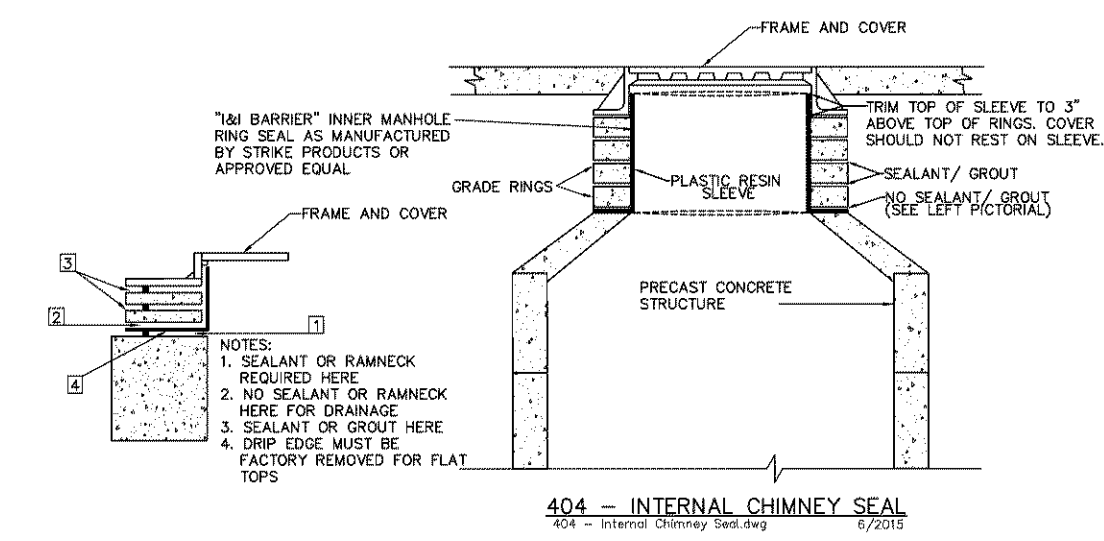 FRAME AND COVER
"I&I BARRIER" INNER MANHOLE
RING SEAL AS MANUFACTURED
BY STRIKE PRODUCTS OR
APPROVED EQUAL
TRIM TOP OF SLEEVE TO 3"
ABOVE TOP OF RINGS. COVER
SHOULD NOT REST ON SLEEVE.
GRADE RINGS
PLASTIC RESIN
SLEEVE
SEALANT/ GROUT
NO SEALANT/ GROUT
(SEE LEFT PICTORIAL)
FRAME AND COVER
3
2
1
4
PRECAST CONCRETE
STRUCTURE
NOTES:
1. SEALANT OR RAMNECK
REQUIRED HERE
2. NO SEALANT OR RAMNECK
HERE FOR DRAINAGE
3. SEALANT OR GROUT HERE
4. DRIP EDGE MUST BE
FACTORY REMOVED FOR FLAT
TOPS
404 – INTERNAL CHIMNEY SEAL
404 – Internal Chimney Seal.dwg 6/2015